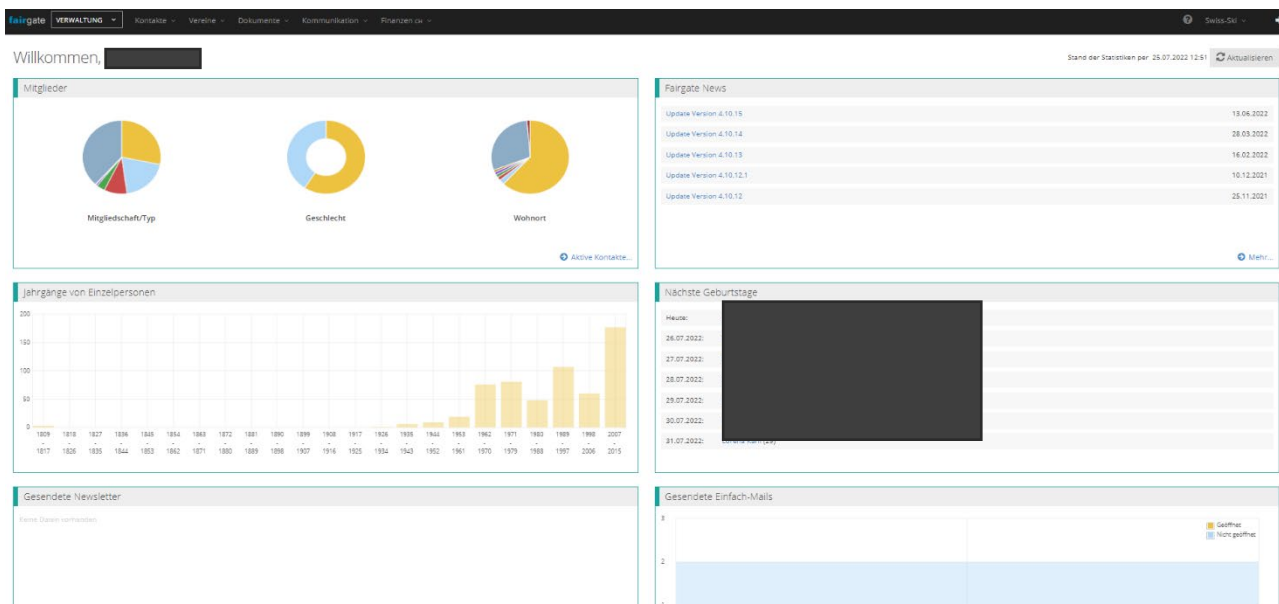 fairgate VERWALTUNG Kontakte Vereine Dokumente Kommunikation Finanzen CH Swiss-Ski
Willkommen,
Stand der Statistiken per 25.07.2022 12:51 Aktualisieren
Mitglieder
Mitgliedschaft/Typ Geschlecht Wohnort
Aktive Kontakte...
Fairgate News
Update Version 4.10.15 13.06.2022
Update Version 4.10.14 28.03.2022
Update Version 4.10.13 16.02.2022
Update Version 4.10.12.1 10.12.2021
Update Version 4.10.12 25.11.2021
Mehr...
Jahrgänge von Einzelpersonen
200
150
100
50
0
1809 1818 1827 1836 1845 1854 1863 1872 1881 1890 1899 1908 1917 1926 1935 1944 1953 1962 1971 1980 1989 1998 2007
- - - - - - - - - - - - - - - - - - - - - - -
1817 1826 1835 1844 1853 1862 1871 1880 1889 1898 1907 1916 1925 1934 1943 1952 1961 1970 1979 1988 1997 2006 2015
Nächste Geburtstage
Heute:
26.07.2022:
27.07.2022:
28.07.2022:
29.07.2022:
30.07.2022:
31.07.2022:
Gesendete Newsletter
Keine Daten vorhanden
Gesendete Einfach-Mails
3
Geöffnet
Nicht geöffnet
2